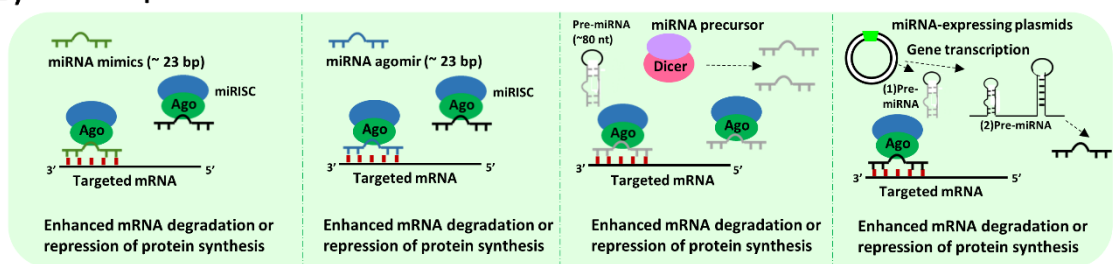 miRNA mimics (~ 23 bp)
miRISC
Ago
Ago
3’ 5’
Targeted mRNA
Enhanced mRNA degradation or
repression of protein synthesis
miRNA agomir (~ 23 bp)
miRISC
Ago
Ago
3’ 5’
Targeted mRNA
Enhanced mRNA degradation or
repression of protein synthesis
Pre-miRNA
(~80 nt)
miRNA precursor
Dicer
Ago
Ago
3’ 5’
Targeted mRNA
Enhanced mRNA degradation or
repression of protein synthesis
miRNA-expressing plasmids
Gene transcription
(1)Pre-
miRNA
(2)Pre-miRNA
Ago
3’ 5’
Targeted mRNA
Enhanced mRNA degradation or
repression of protein synthesis